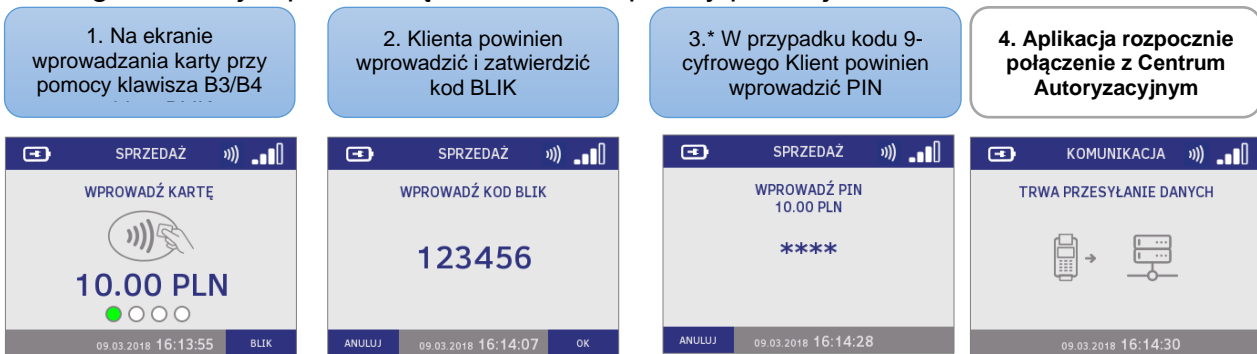 1. Na ekranie
wprowadzania karty przy
pomocy klawisza B3/B4
2. Klienta powinien
wprowadzić i zatwierdzić
kod BLIK
3.* W przypadku kodu 9-
cyfrowego Klient powinien
wprowadzić PIN
4. Aplikacja rozpocznie
połączenie z Centrum
Autoryzacyjnym
SPRZEDAŻ
WPROWADŹ KARTĘ
10.00 PLN
09.03.2018 16:13:55 BLIK
SPRZEDAŻ
WPROWADŹ KOD BLIK
123456
ANULUJ 09.03.2018 16:14:07 OK
SPRZEDAŻ
WPROWADŹ PIN
10.00 PLN
****
ANULUJ 09.03.2018 16:14:28
KOMUNIKACJA
TRWA PRZESYŁANIE DANYCH
09.03.2018 16:14:30